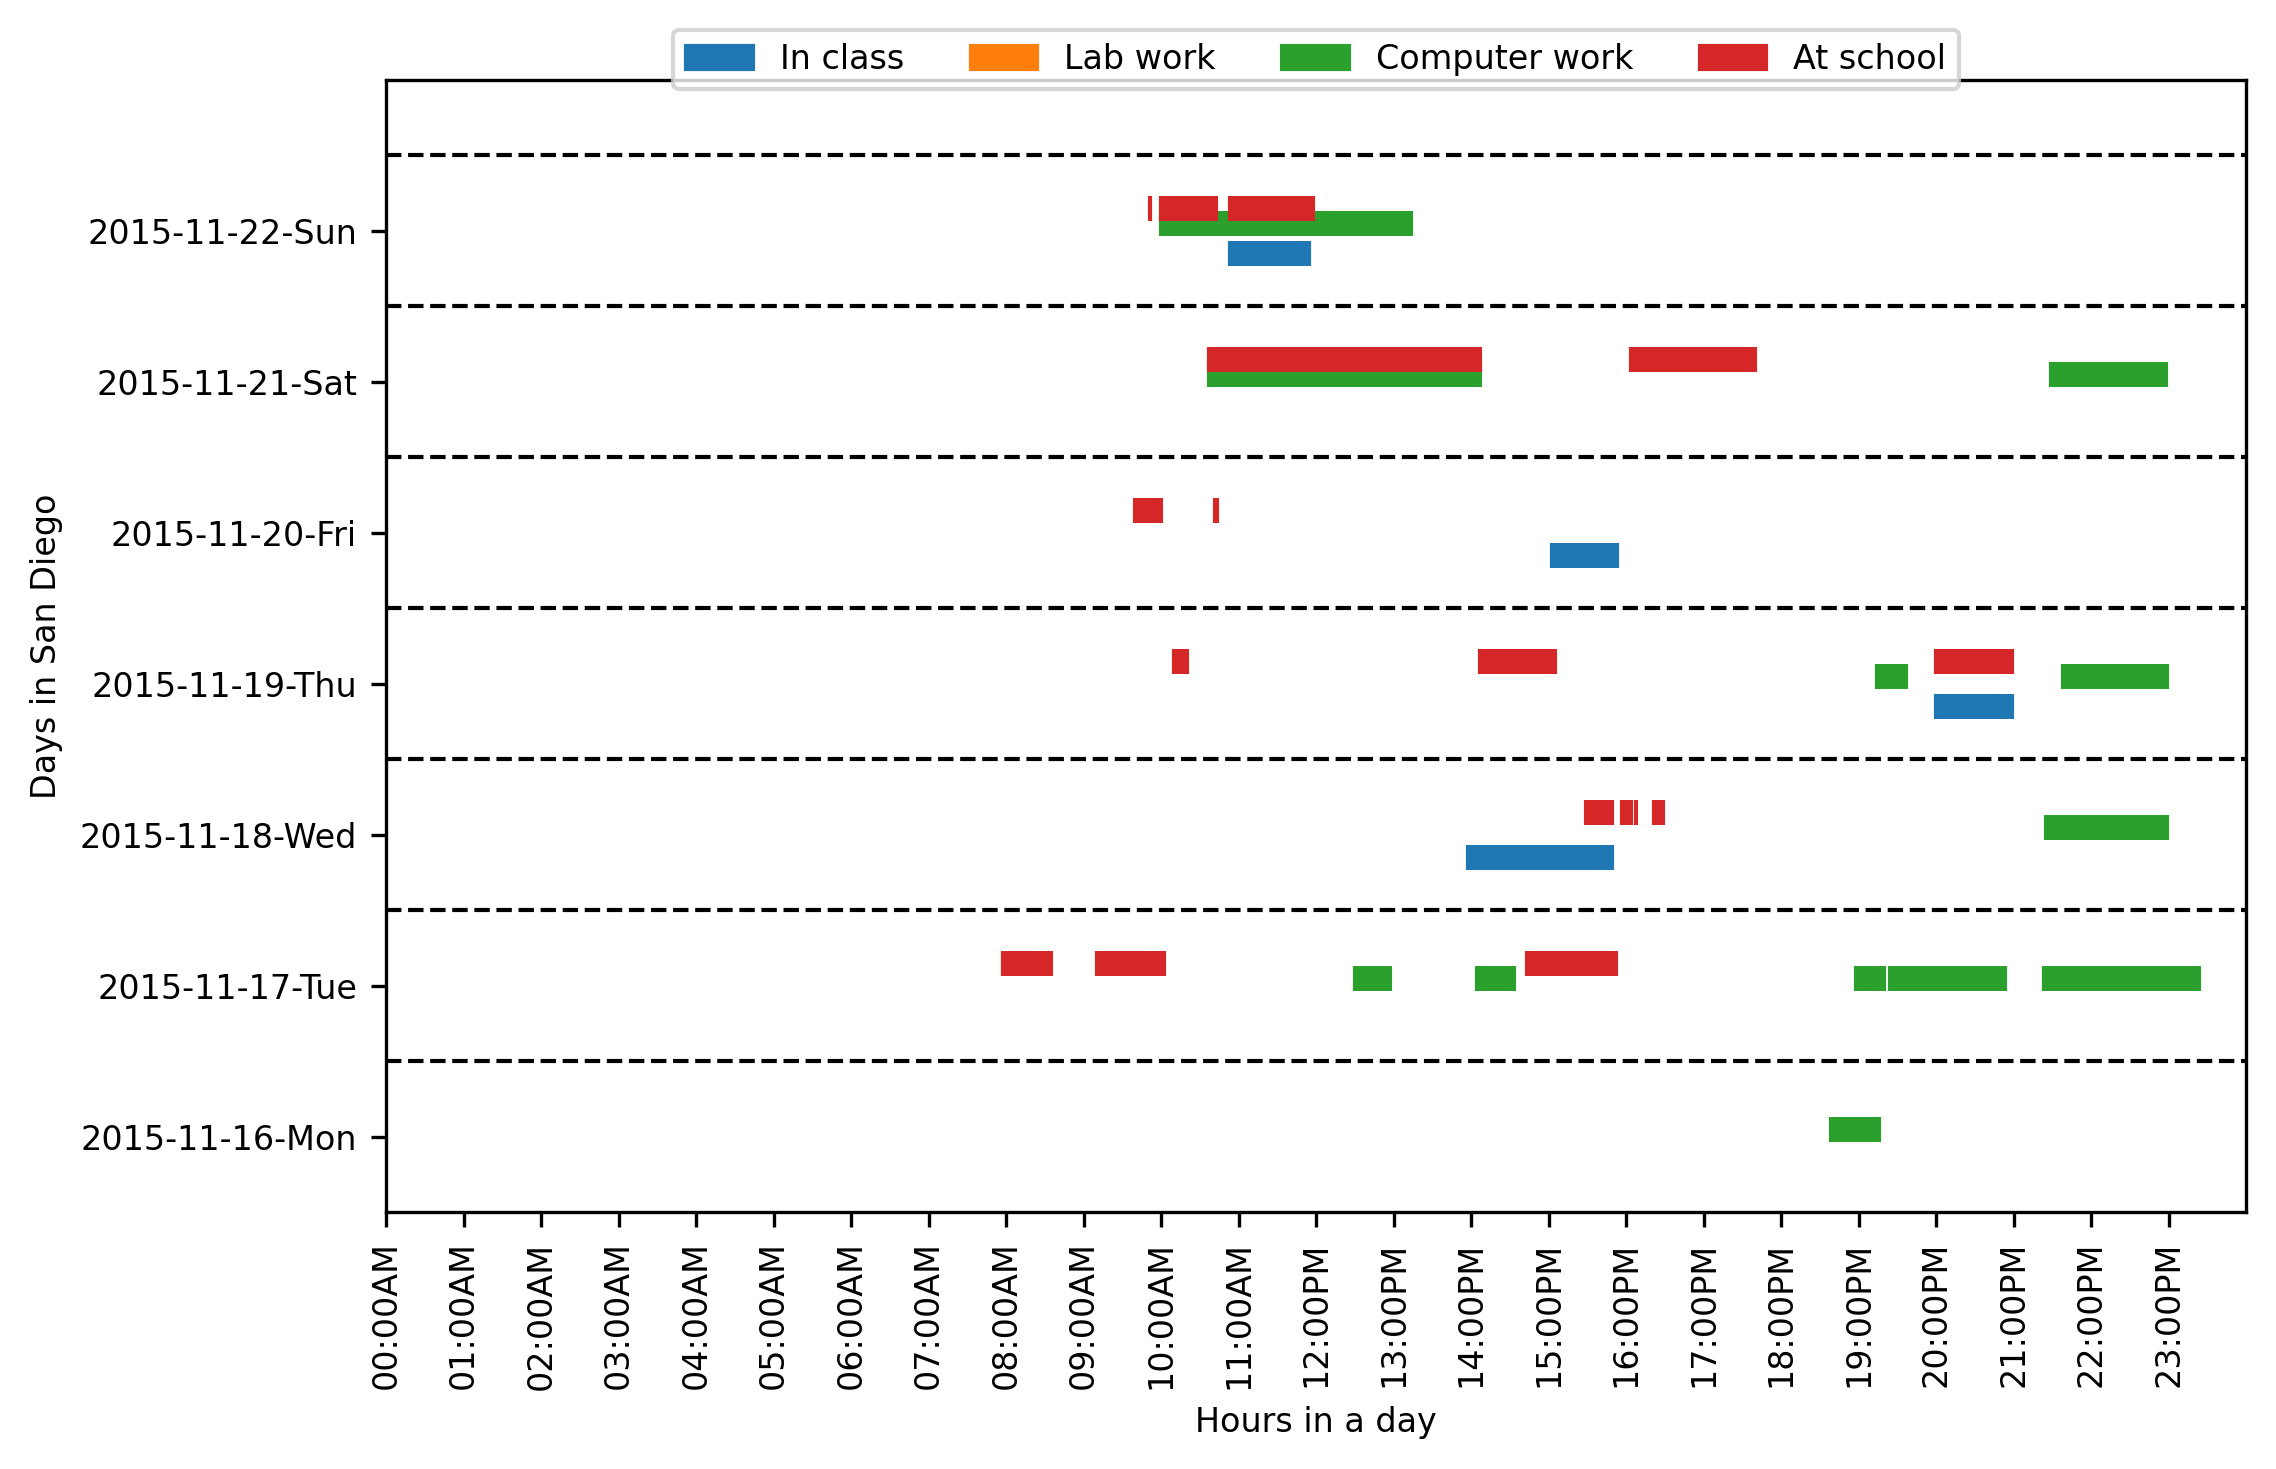 In class Lab work Computer work At school
2015-11-22-Sun
2015-11-21-Sat
2015-11-20-Fri
2015-11-19-Thu
2015-11-18-Wed
2015-11-17-Tue
2015-11-16-Mon
Days in San Diego
00:00AM
01:00AM
02:00AM
03:00AM
04:00AM
05:00AM
06:00AM
07:00AM
08:00AM
09:00AM
10:00AM
11:00AM
12:00PM
13:00PM
14:00PM
15:00PM
16:00PM
17:00PM
18:00PM
19:00PM
20:00PM
21:00PM
22:00PM
23:00PM
Hours in a day